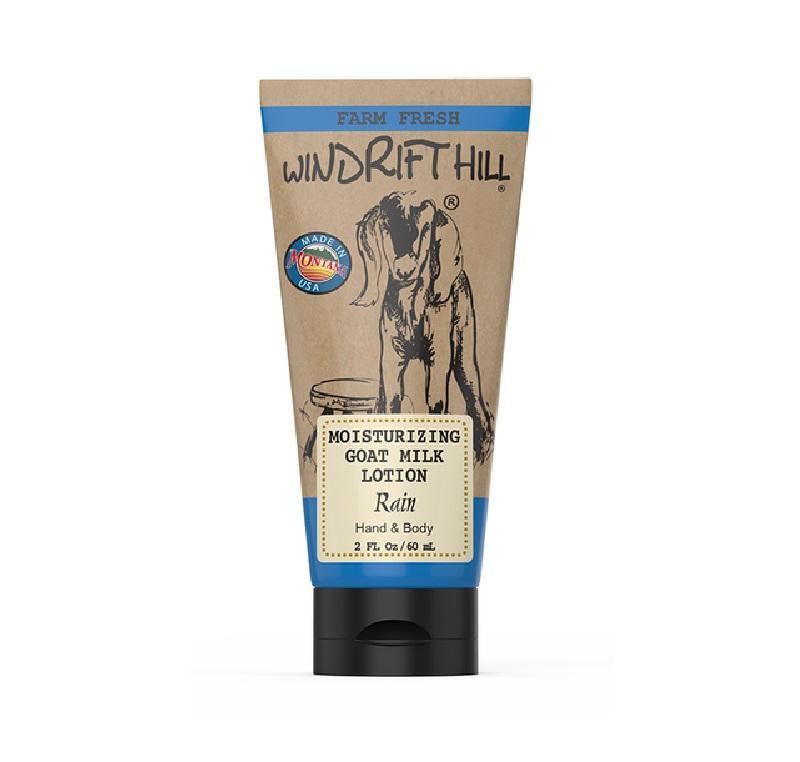 FARM FRESH
WINDRIFT HILL®
®
MADE IN
MONTANA
USA
MOISTURIZING
GOAT MILK
LOTION
Rain
Hand & Body
2 FL Oz/60 mL